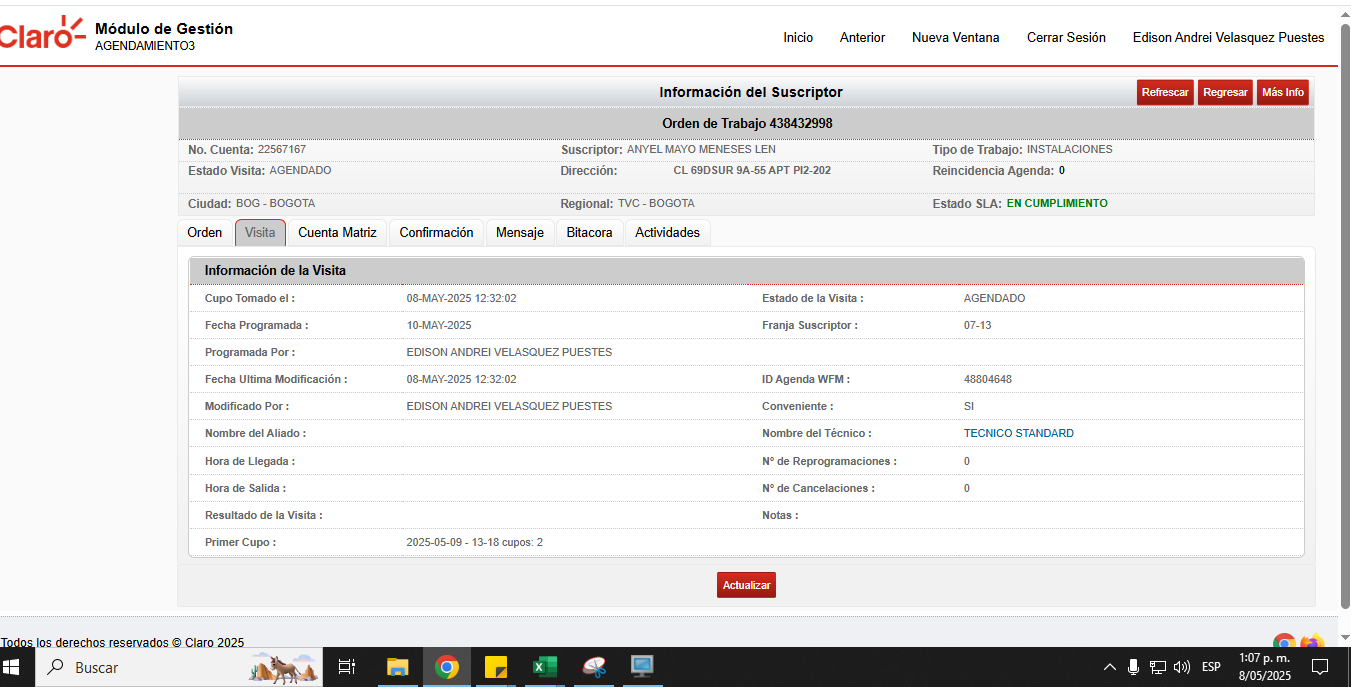 Claro Módulo de Gestión
AGENDAMIENTO3
Inicio Anterior Nueva Ventana Cerrar Sesión Edison Andrei Velasquez Puestes
Información del Suscriptor Refrescar Regresar Más Info
Orden de Trabajo 438432998
No. Cuenta: 22567167 Suscriptor: ANYEL MAYO MENESES LEN Tipo de Trabajo: INSTALACIONES
Estado Visita: AGENDADO Dirección: CL 69DSUR 9A-55 APT PI2-202 Reincidencia Agenda: 0
Ciudad: BOG - BOGOTA Regional: TVC - BOGOTA Estado SLA: EN CUMPLIMIENTO
Orden Visita Cuenta Matriz Confirmación Mensaje Bitacora Actividades
Información de la Visita
Cupo Tomado el : 08-MAY-2025 12:32:02 Estado de la Visita : AGENDADO
Fecha Programada : 10-MAY-2025 Franja Suscriptor : 07-13
Programada Por : EDISON ANDREI VELASQUEZ PUESTES
Fecha Ultima Modificación : 08-MAY-2025 12:32:02 ID Agenda WFM : 48804648
Modificado Por : EDISON ANDREI VELASQUEZ PUESTES Conveniente : SI
Nombre del Aliado : Nombre del Técnico : TECNICO STANDARD
Hora de Llegada : Nº de Reprogramaciones : 0
Hora de Salida : Nº de Cancelaciones : 0
Resultado de la Visita : Notas :
Primer Cupo : 2025-05-09 - 13-18 cupos: 2
Actualizar
Todos los derechos reservados © Claro 2025
Buscar ESP 1:07 p. m.
8/05/2025